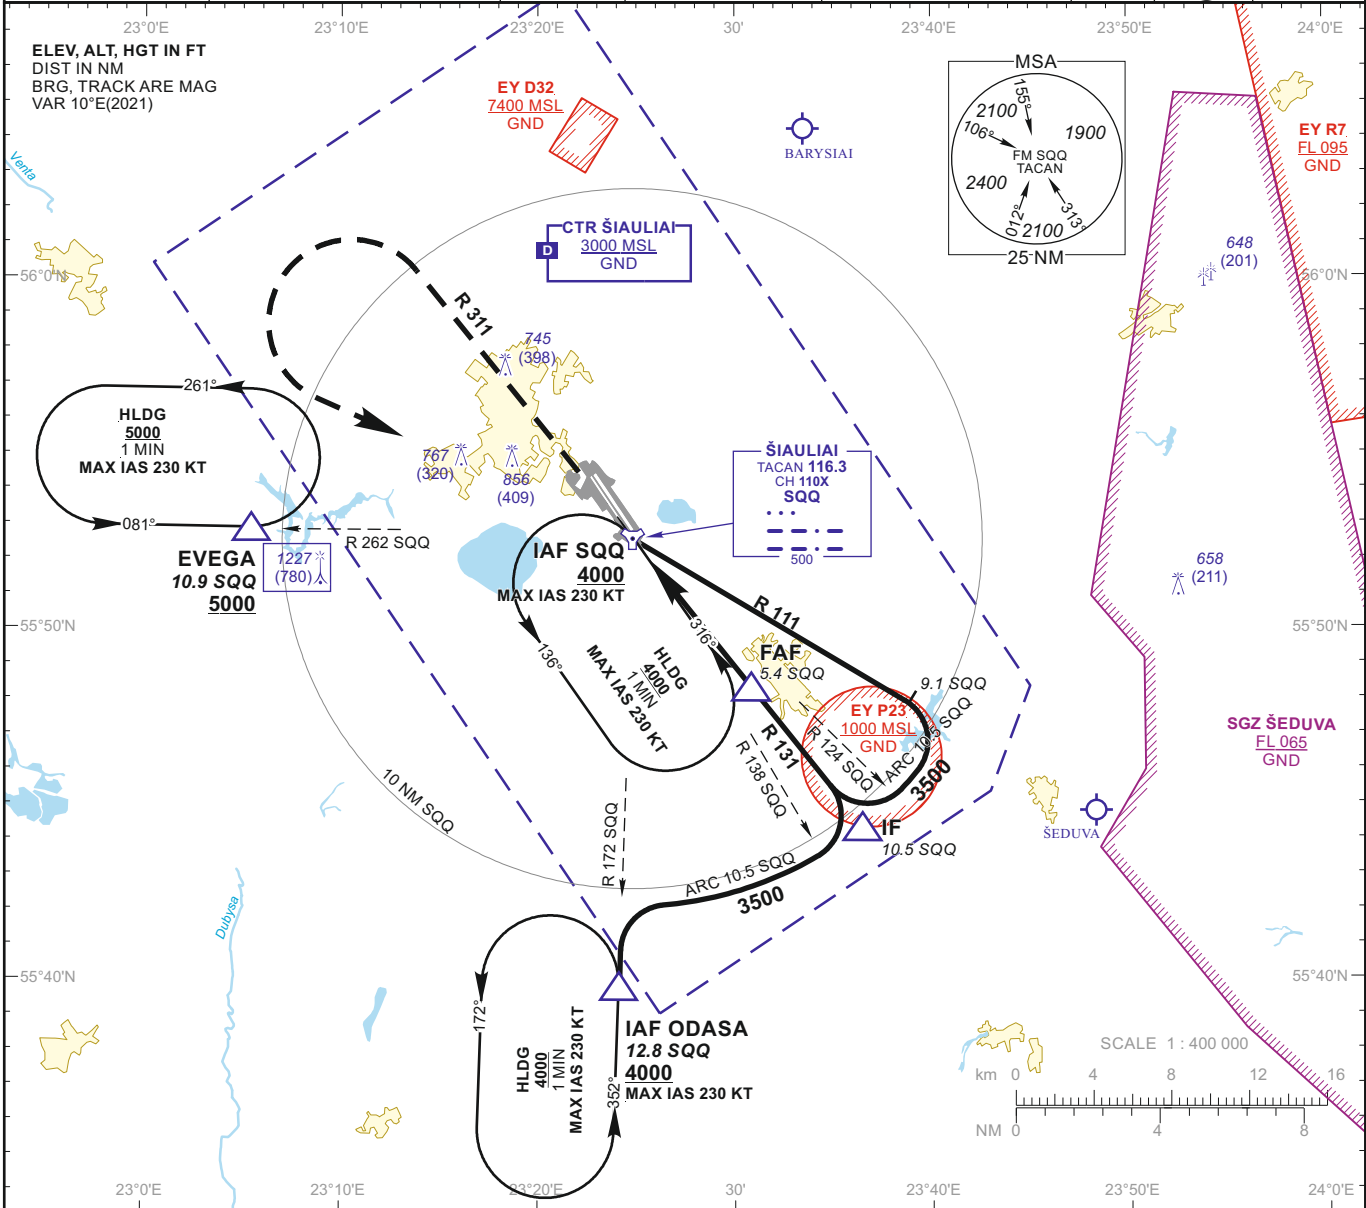 23°0'E
23°10'E
23°20'E
30'
23°40'E
23°50'E
24°0'E
ELEV, ALT, HGT IN FT
DIST IN NM
BRG, TRACK ARE MAG
VAR 10°E(2021)
Venta
EY D32
7400 MSL
GND
BARYSIAI
MSA
155°
2100
106°
1900
FM SQQ
TACAN
2400
012°
313°
2100
25 NM
EY R7
FL 095
GND
CTR ŠIAULIAI
D
3000 MSL
GND
648
(201)
56°0'N
56°0'N
R 311
745
(398)
261°
HLDG
5000
1 MIN
MAX IAS 230 KT
081°
767
(320)
856
(409)
ŠIAULIAI
TACAN 116.3
CH 110X
SQQ
500
R 262 SQQ
EVEGA
10.9 SQQ
5000
1227
(780)
IAF SQQ
4000
MAX IAS 230 KT
658
(211)
R 111
55°50'N
55°50'N
316°
136°
HLDG
4000
1 MIN
MAX IAS 230 KT
FAF
5.4 SQQ
9.1 SQQ
EY P23
1000 MSL
GND
R 131
R 124 SQQ
R 138 SQQ
ARC 10.5 SQQ
3500
SGZ ŠEDUVA
FL 065
GND
10 NM SQQ
IF
10.5 SQQ
ŠEDUVA
R 172 SQQ
ARC 10.5 SQQ
3500
Dubysa
55°40'N
55°40'N
172°
HLDG
4000
1 MIN
MAX IAS 230 KT
352°
IAF ODASA
12.8 SQQ
4000
MAX IAS 230 KT
SCALE 1 : 400 000
km 0 4 8 12 16
NM 0 4 8
23°0'E
23°10'E
23°20'E
30'
23°40'E
23°50'E
24°0'E